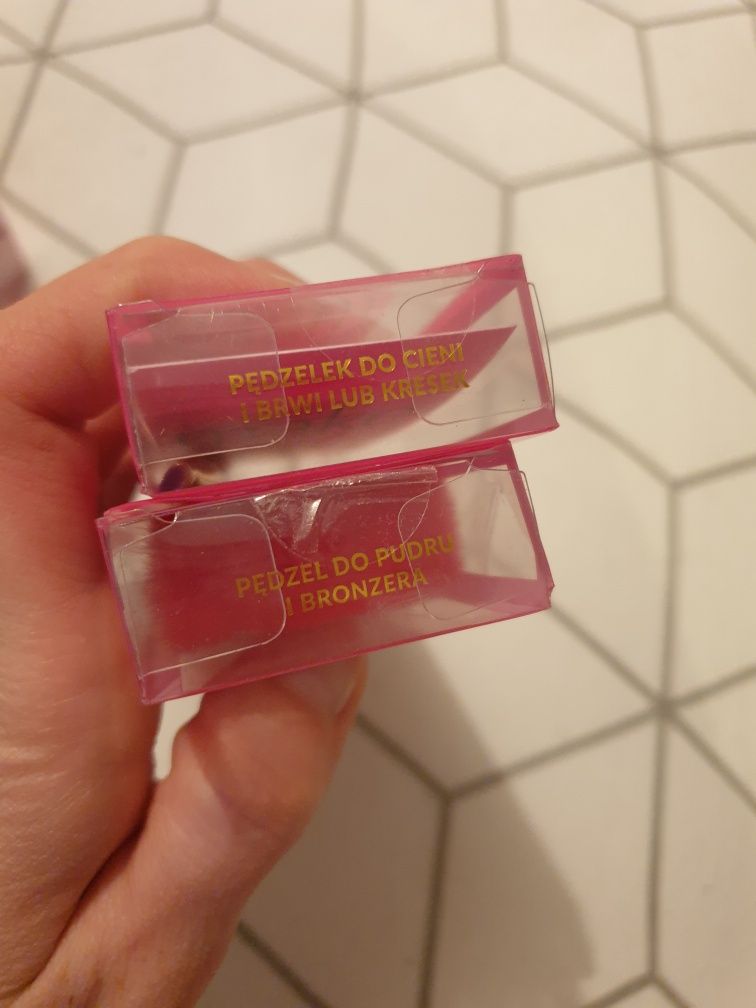 PĘDZELEK DO CIENI
I BRWI LUB KRESEK
PĘDZEL DO PUDRU
I BRONZERA